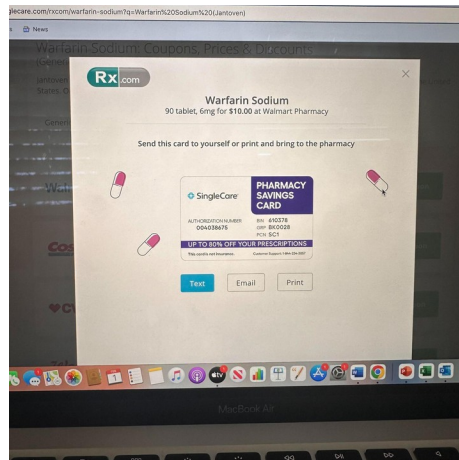 lecare.com/rxcom/warfarin-sodium?q=Warfarin%20Sodium%20(Jantoven)
News
Warfarin Sodium: Coupons, Prices & Discounts
Jantoven
Rx.com
Warfarin Sodium
90 tablet, 6mg for $10.00 at Walmart Pharmacy
Send this card to yourself or print and bring to the pharmacy
SingleCare
PHARMACY
SAVINGS
CARD
AUTHORIZATION NUMBER
004038675
BIN 610378
GRP BK0028
PCN SC1
UP TO 80% OFF YOUR PRESCRIPTIONS
This card is not insurance.
Text
Email
Print
tv
MacBook Air